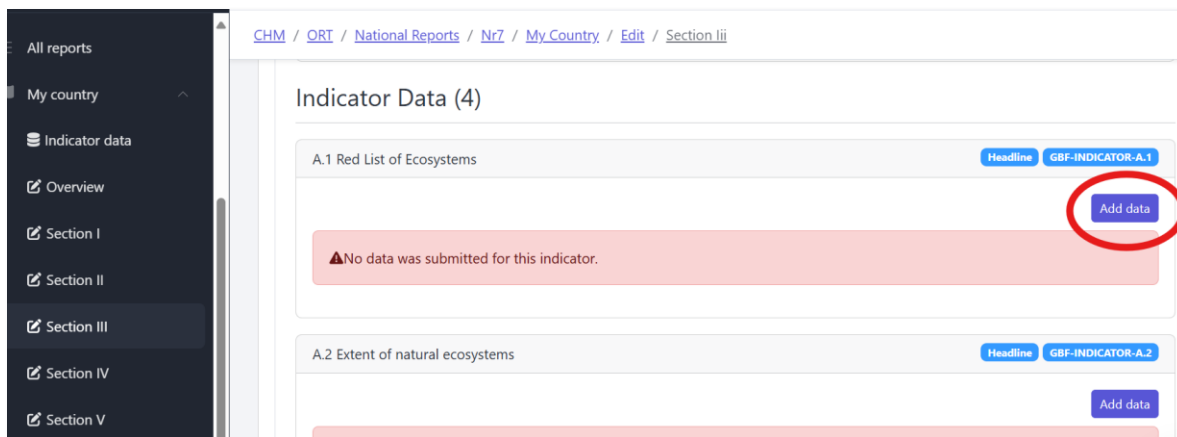 CHM / ORT / National Reports / Nr7 / My Country / Edit / Section Iii
All reports
My country
Indicator data
Overview
Section I
Section II
Section III
Section IV
Section V
Indicator Data (4)
A.1 Red List of Ecosystems Headline GBF-INDICATOR-A.1
Add data
No data was submitted for this indicator.
A.2 Extent of natural ecosystems Headline GBF-INDICATOR-A.2
Add data